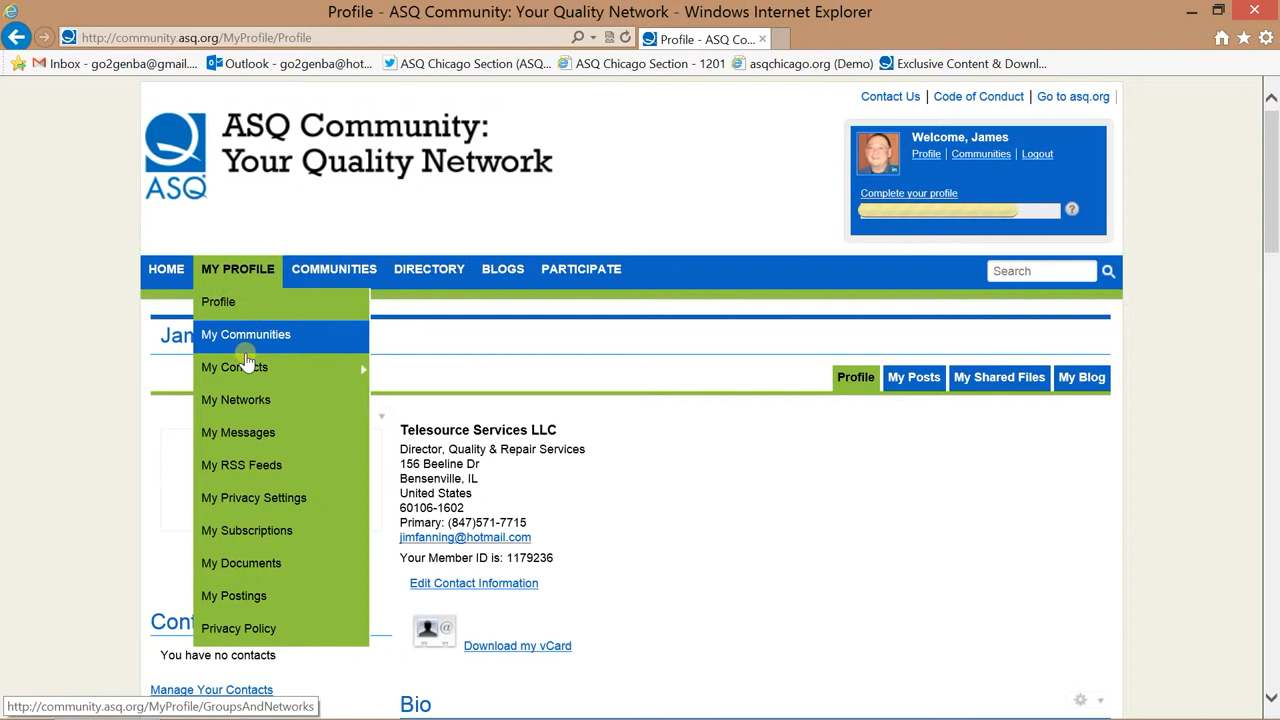 Profile - ASQ Community: Your Quality Network - Windows Internet Explorer
http://community.asq.org/MyProfile/Profile
Profile - ASQ Co...
Inbox - go2genba@gmail....
Outlook - go2genba@hot...
ASQ Chicago Section (ASQ...
ASQ Chicago Section - 1201
asqchicago.org (Demo)
Exclusive Content & Downl...
Contact Us
Code of Conduct
Go to asq.org
ASQ
ASQ Community:
Your Quality Network
Welcome, James
Profile
Communities
Logout
Complete your profile
?
HOME
MY PROFILE
COMMUNITIES
DIRECTORY
BLOGS
PARTICIPATE
Search
Profile
My Communities
My Contacts
My Networks
My Messages
My RSS Feeds
My Privacy Settings
My Subscriptions
My Documents
My Postings
Privacy Policy
Profile
My Posts
My Shared Files
My Blog
Telesource Services LLC
Director, Quality & Repair Services
156 Beeline Dr
Bensenville, IL
United States
60106-1602
Primary: (847)571-7715
jimfanning@hotmail.com
Your Member ID is: 1179236
Edit Contact Information
Download my vCard
You have no contacts
Manage Your Contacts
Bio
http://community.asq.org/MyProfile/GroupsAndNetworks